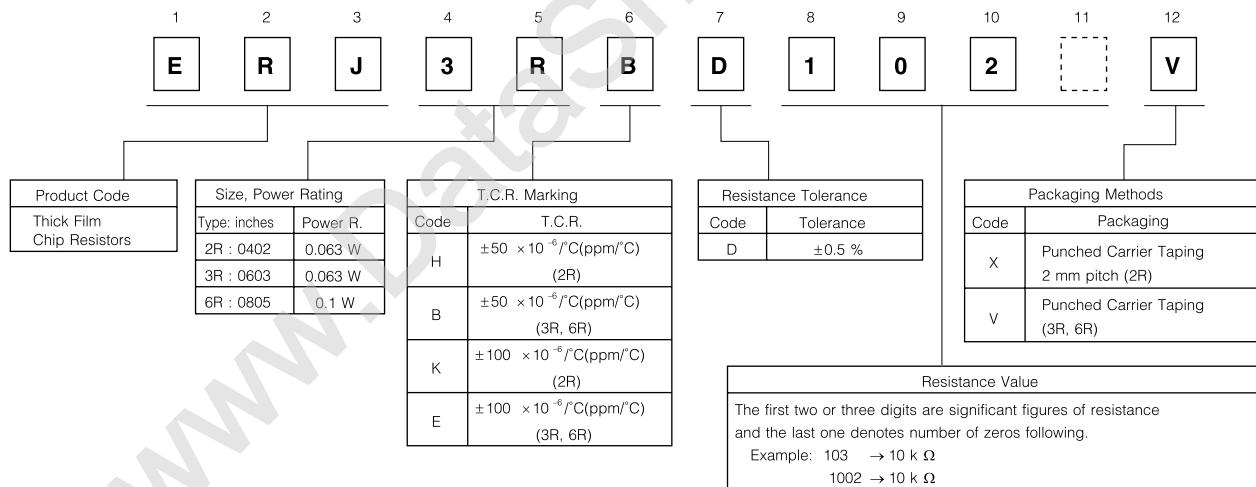 1 2 3 4 5 6 7 8 9 10 11 12
E R J 3 R B D 1 0 2 V
Product Code
Thick Film
Chip Resistors
Size, Power Rating
Type: inches Power R.
2R : 0402 0.063 W
3R : 0603 0.063 W
6R : 0805 0.1 W
T.C.R. Marking
Code T.C.R.
H ±50 ×10⁻⁶/°C(ppm/°C)
(2R)
B ±50 ×10⁻⁶/°C(ppm/°C)
(3R, 6R)
K ±100 ×10⁻⁶/°C(ppm/°C)
(2R)
E ±100 ×10⁻⁶/°C(ppm/°C)
(3R, 6R)
Resistance Tolerance
Code Tolerance
D ±0.5 %
Packaging Methods
Code Packaging
X Punched Carrier Taping
2 mm pitch (2R)
V Punched Carrier Taping
(3R, 6R)
Resistance Value
The first two or three digits are significant figures of resistance
and the last one denotes number of zeros following.
Example: 103 → 10 k Ω
1002 → 10 k Ω
www.DataSh